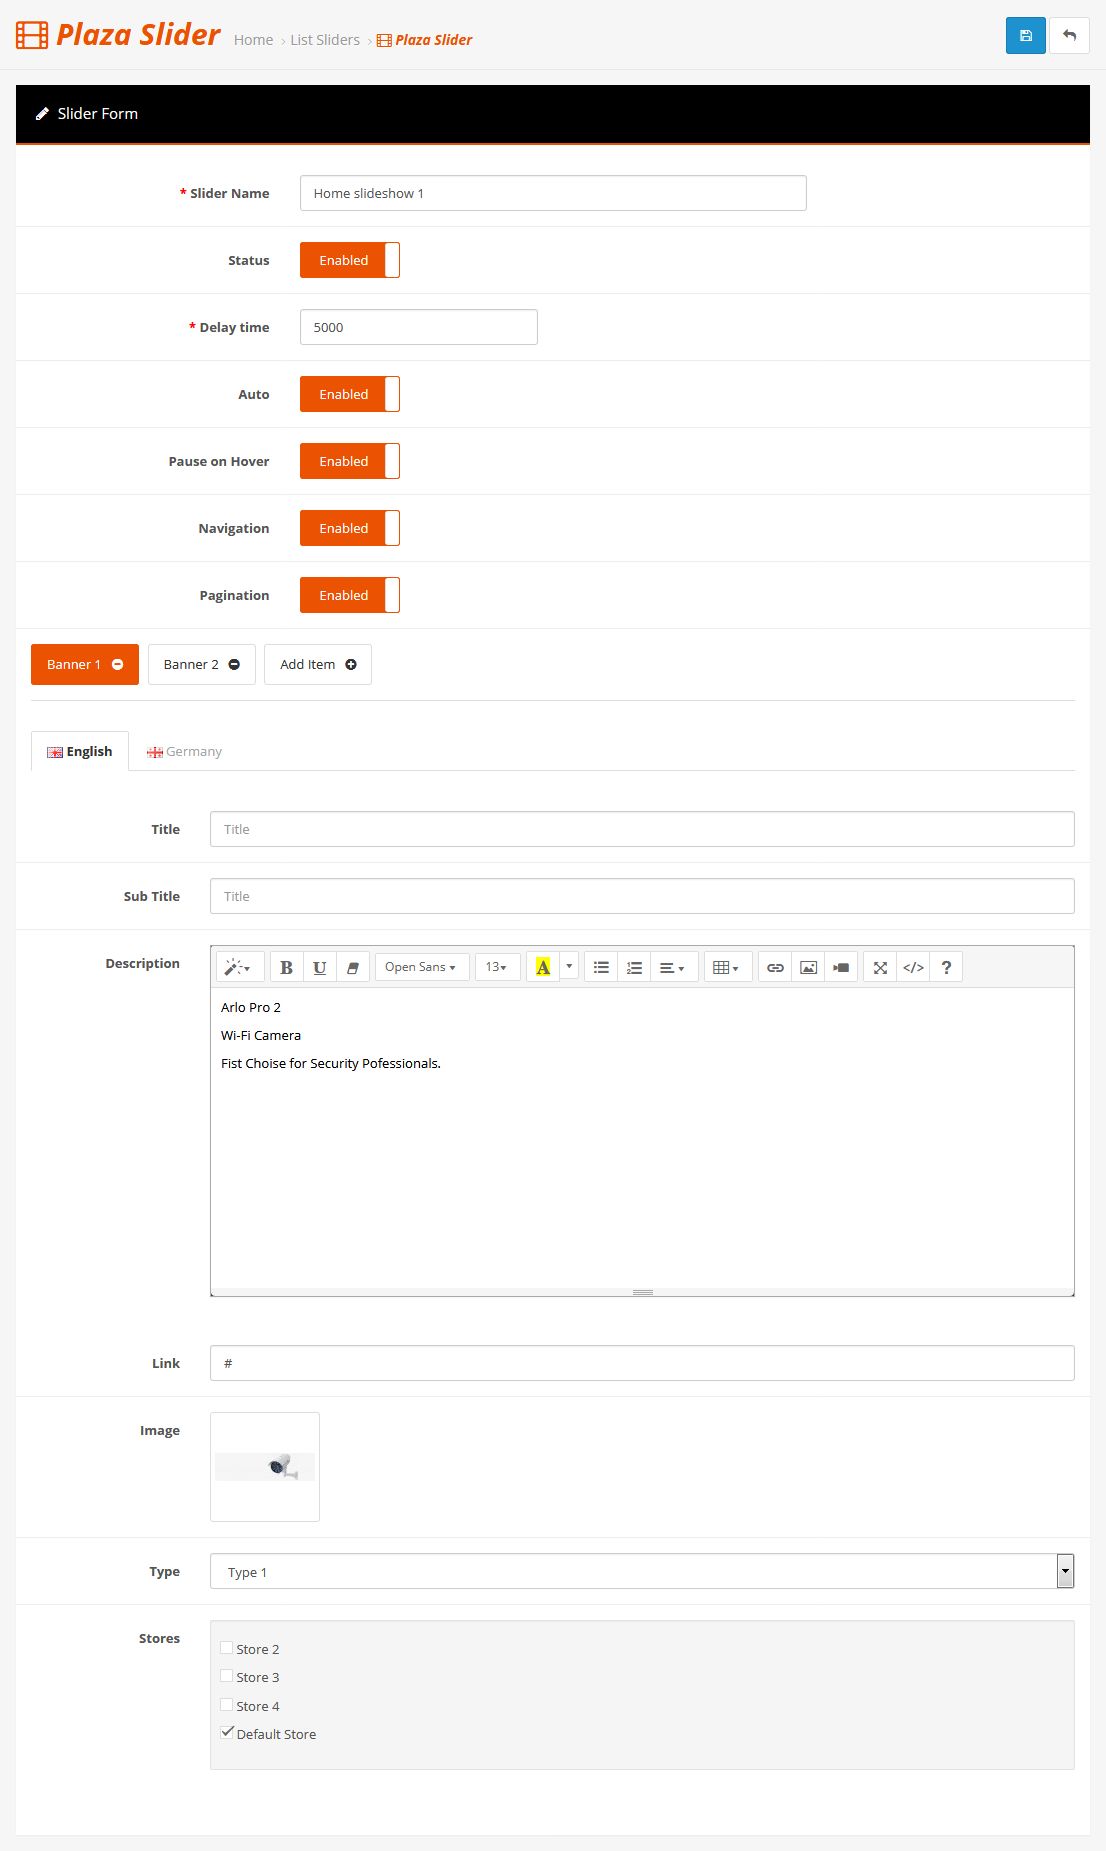 Plaza Slider Home › List Sliders › Plaza Slider
Slider Form
* Slider Name Home slideshow 1
Status Enabled
* Delay time 5000
Auto Enabled
Pause on Hover Enabled
Navigation Enabled
Pagination Enabled
Banner 1 Banner 2 Add Item
English Germany
Title Title
Sub Title Title
Description B U Open Sans 13 A </> ?
Arlo Pro 2
Wi-Fi Camera
Fist Choise for Security Pofessionals.
Link #
Image
Type Type 1
Stores
Store 2
Store 3
Store 4
Default Store